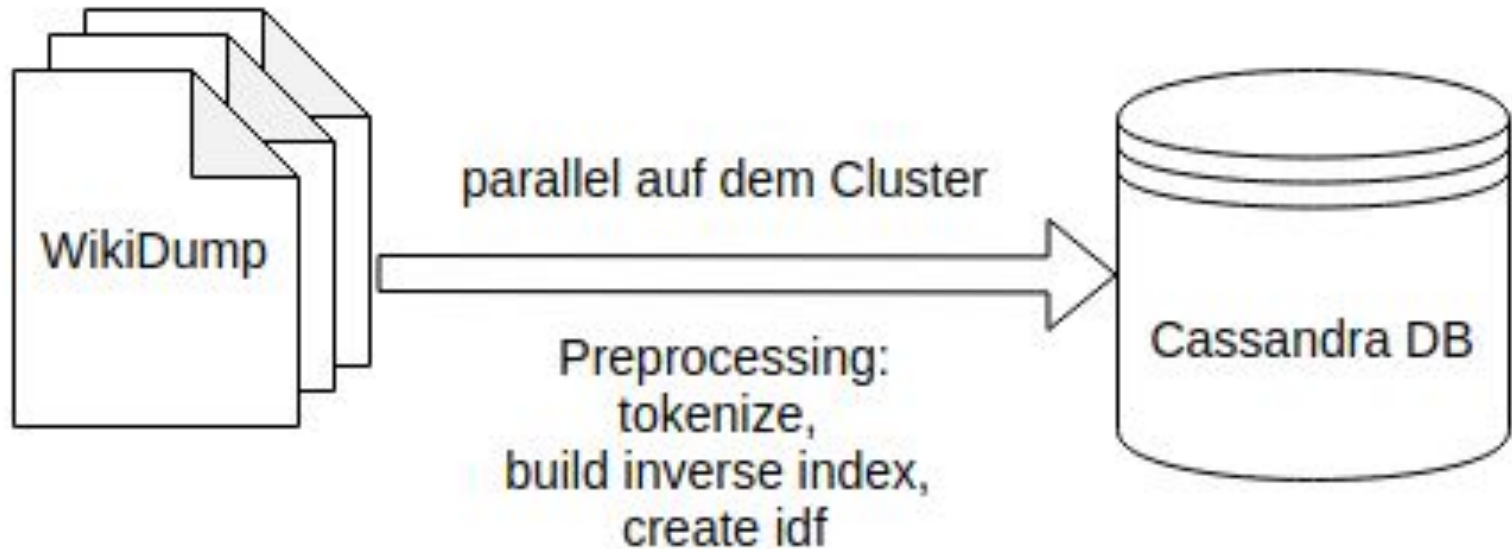 WikiDump
parallel auf dem Cluster
Preprocessing:
tokenize,
build inverse index,
create idf
Cassandra DB